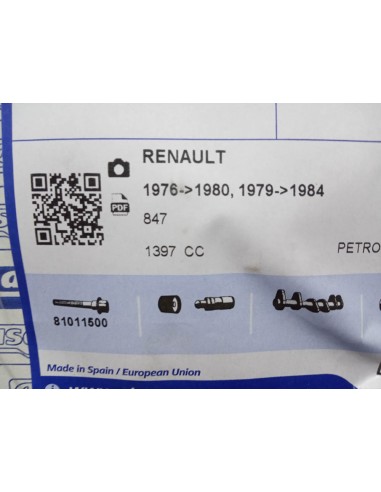 RENAULT
1976->1980, 1979->1984
PDF
847
1397 CC PETRO
81011500
Made in Spain / European Union